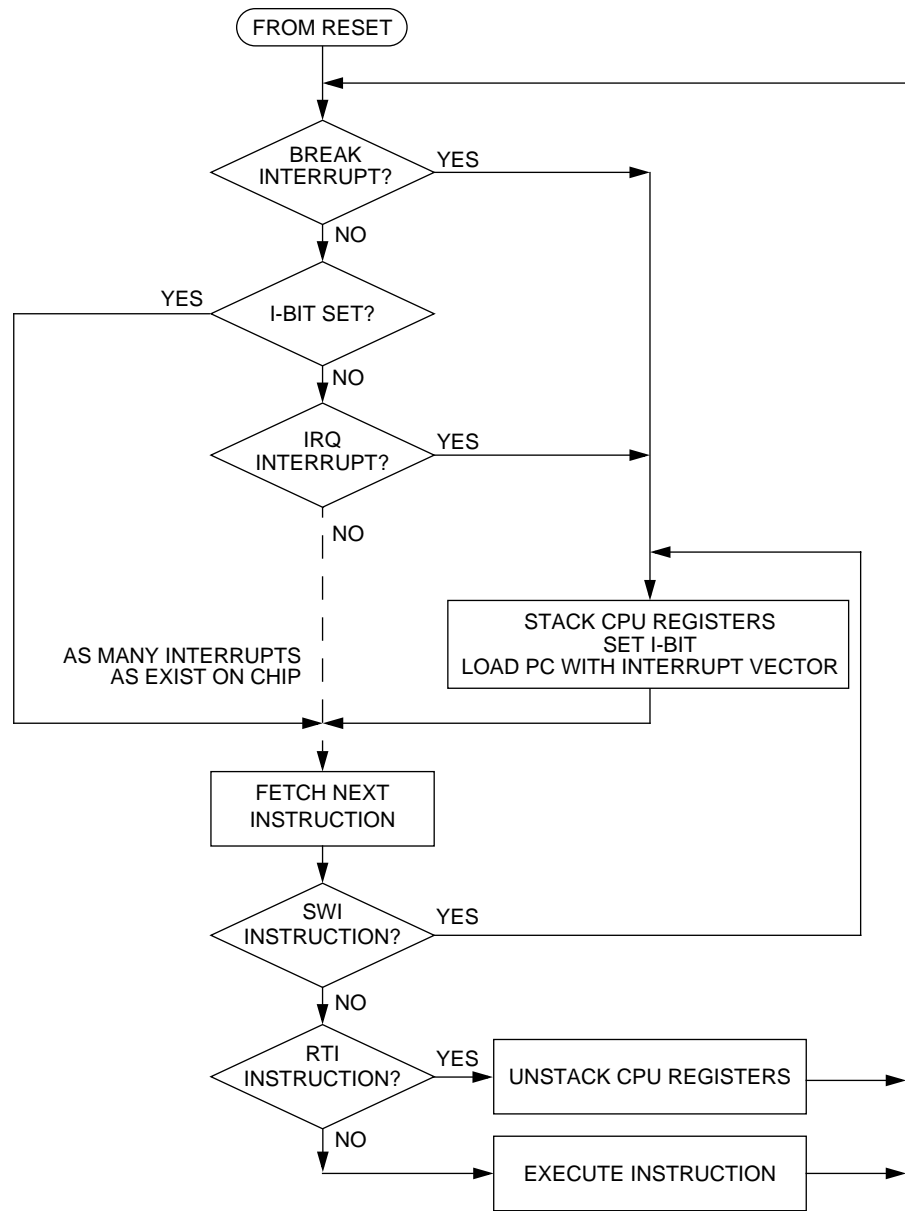 FROM RESET
BREAK
INTERRUPT?
YES
NO
YES
I-BIT SET?
NO
IRQ
INTERRUPT?
YES
NO
STACK CPU REGISTERS
SET I-BIT
LOAD PC WITH INTERRUPT VECTOR
AS MANY INTERRUPTS
AS EXIST ON CHIP
FETCH NEXT
INSTRUCTION
SWI
INSTRUCTION?
YES
NO
RTI
INSTRUCTION?
YES
UNSTACK CPU REGISTERS
NO
EXECUTE INSTRUCTION